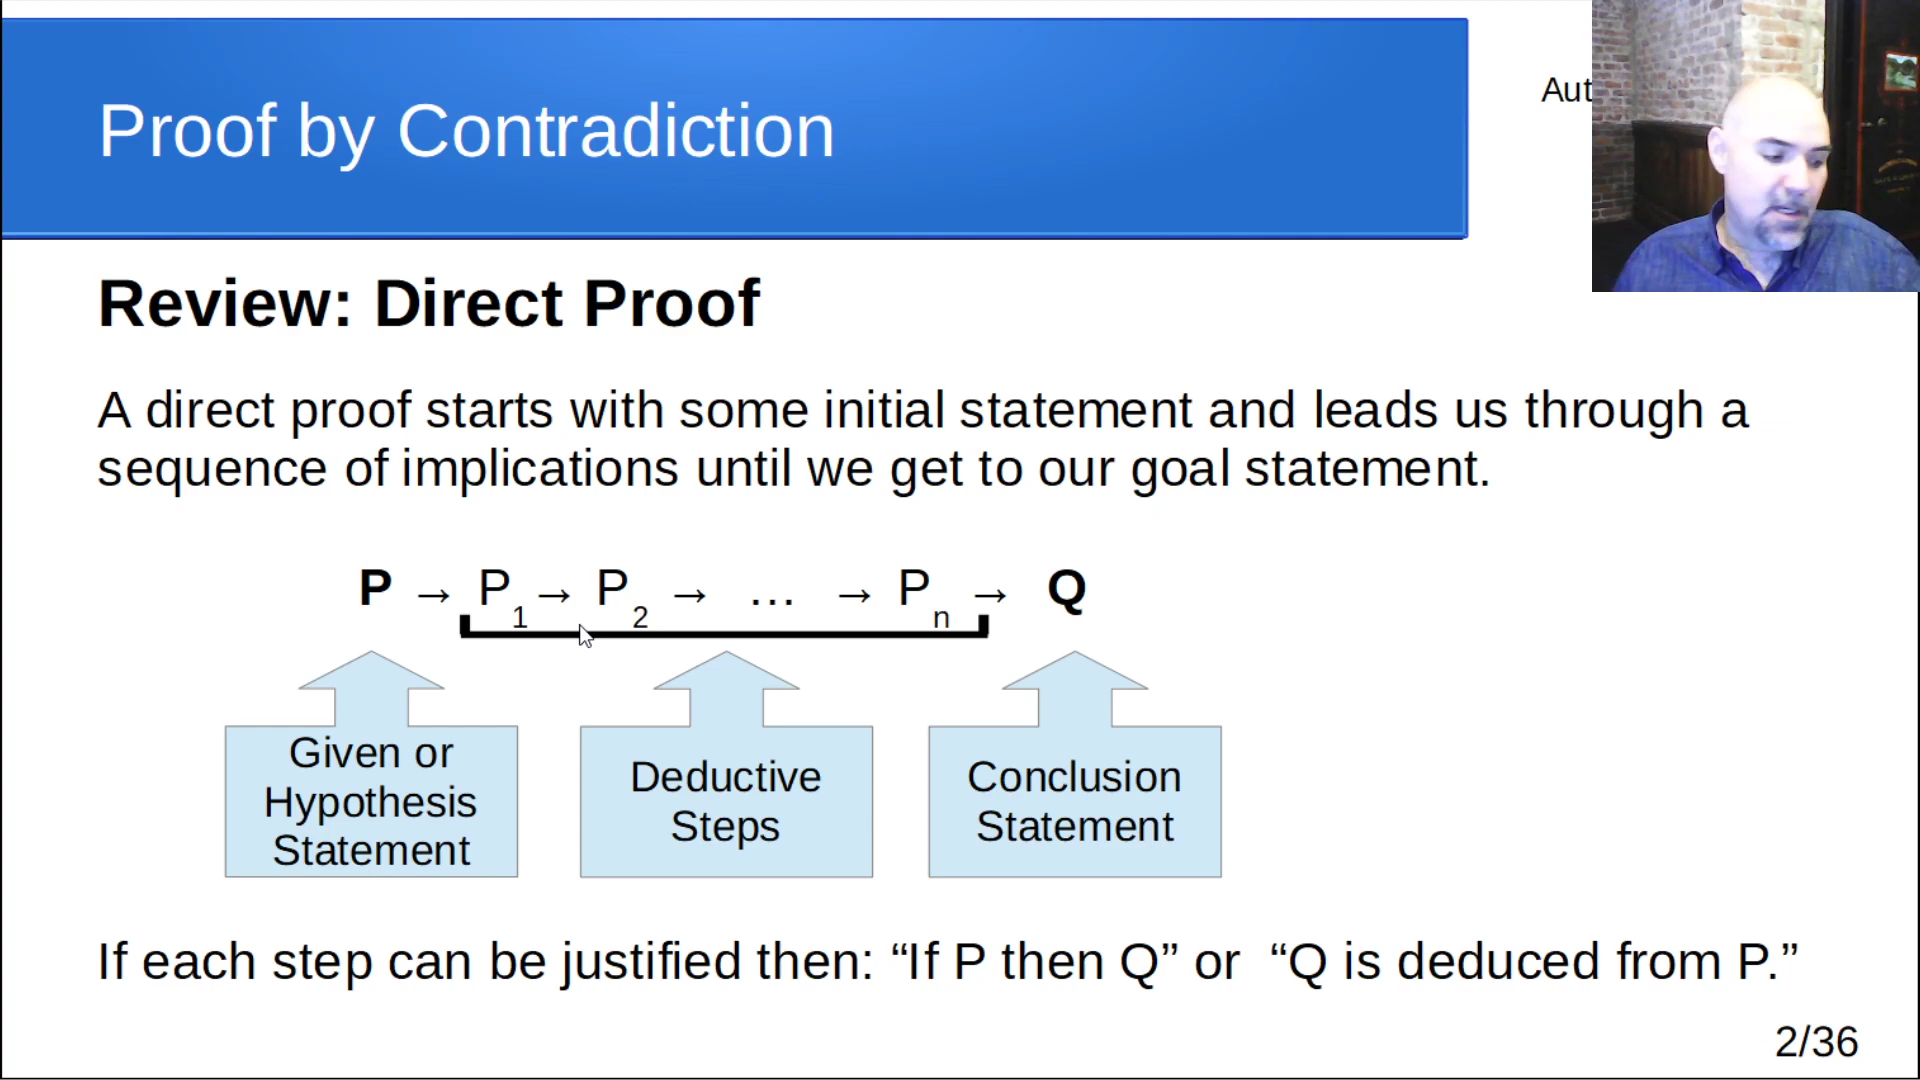 Proof by Contradiction
Aut
Review: Direct Proof
A direct proof starts with some initial statement and leads us through a
sequence of implications until we get to our goal statement.
P → P1 → P2 → … → Pn → Q
Given or
Hypothesis
Statement
Deductive
Steps
Conclusion
Statement
If each step can be justified then: “If P then Q” or “Q is deduced from P.”
2/36